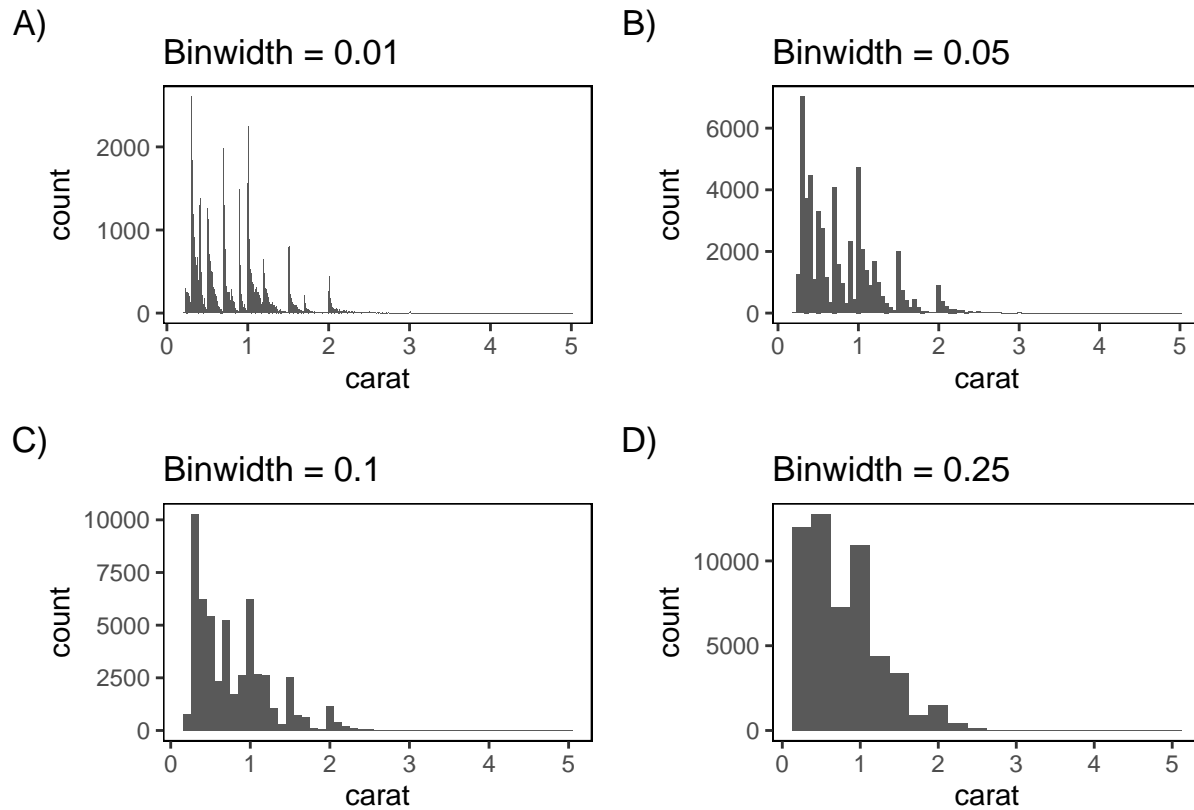 A)
Binwidth = 0.01
2000
1000
0
count
0 1 2 3 4 5
carat
B)
Binwidth = 0.05
6000
4000
2000
0
count
0 1 2 3 4 5
carat
C)
Binwidth = 0.1
10000
7500
5000
2500
0
count
0 1 2 3 4 5
carat
D)
Binwidth = 0.25
10000
5000
0
count
0 1 2 3 4 5
carat